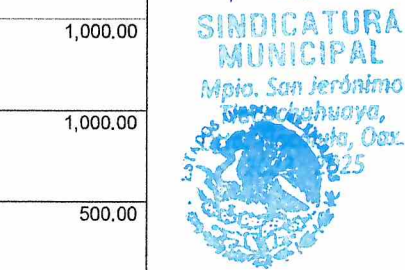 1,000.00
1,000.00
500.00
SINDICATURA
MUNICIPAL
Mpio. San Jerónimo
Oax.